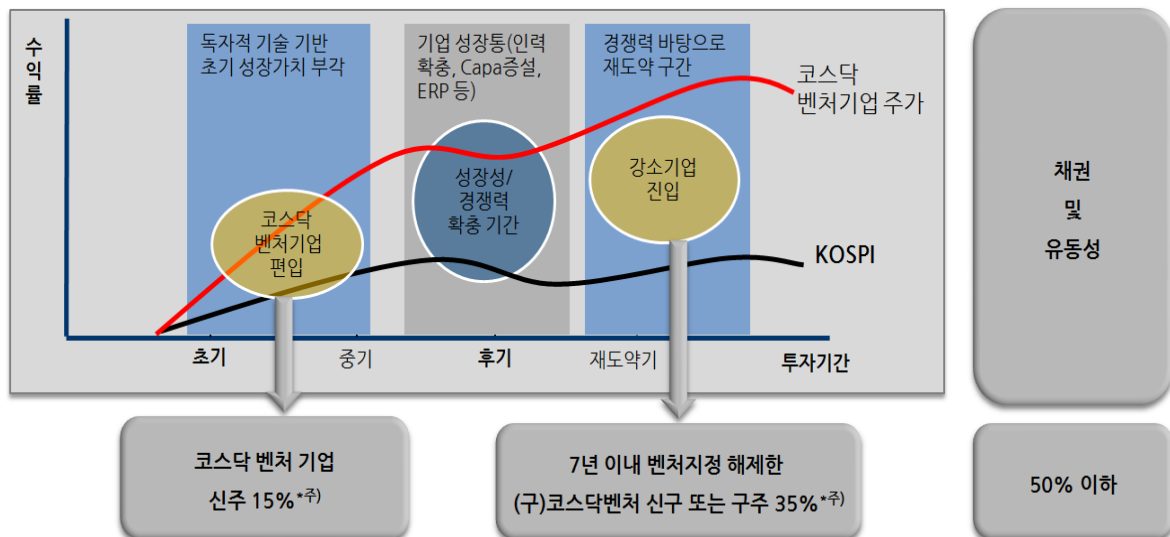 수
익
률
독자적 기술 기반
초기 성장가치 부각
기업 성장통(인력
확충, Capa증설,
ERP 등)
경쟁력 바탕으로
재도약 구간
코스닥
벤처기업 주가
코스닥
벤처기업
편입
성장성/
경쟁력
확충 기간
강소기업
진입
KOSPI
초기
중기
후기
재도약기
투자기간
채권
및
유동성
코스닥 벤처 기업
신주 15%*주)
7년 이내 벤처지정 해제한
(구)코스닥벤처 신구 또는 구주 35%*주)
50% 이하